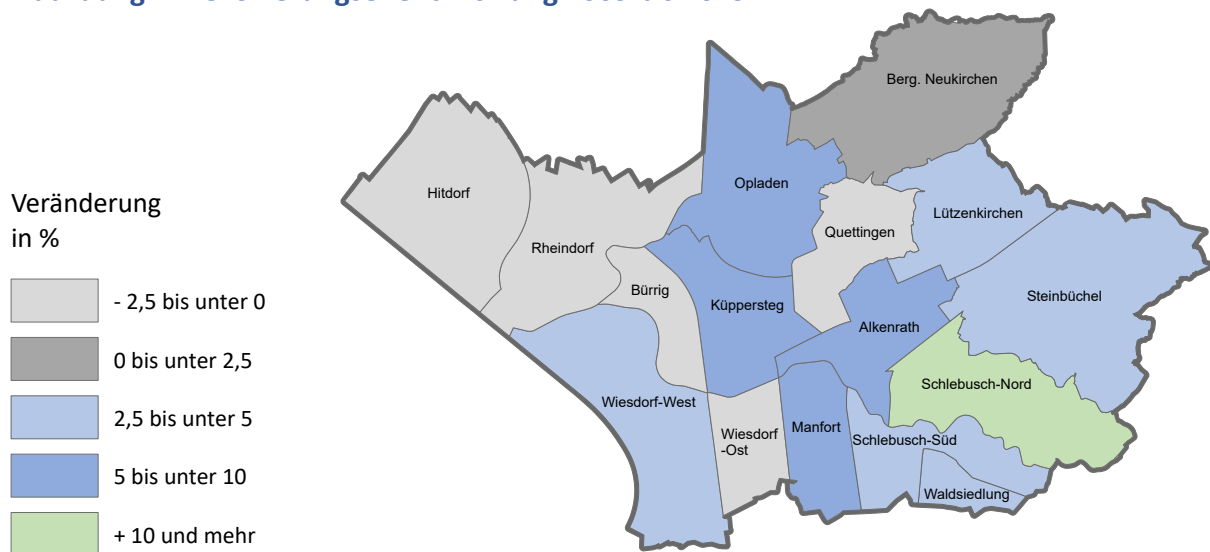 Veränderung
in %
- 2,5 bis unter 0
0 bis unter 2,5
2,5 bis unter 5
5 bis unter 10
+ 10 und mehr
Berg. Neukirchen
Opladen
Hitdorf
Lützenkirchen
Quettingen
Rheindorf
Bürrig
Steinbüchel
Küppersteg
Alkenrath
Schlebusch-Nord
Wiesdorf-West
Wiesdorf
-Ost
Manfort
Schlebusch-Süd
Waldsiedlung